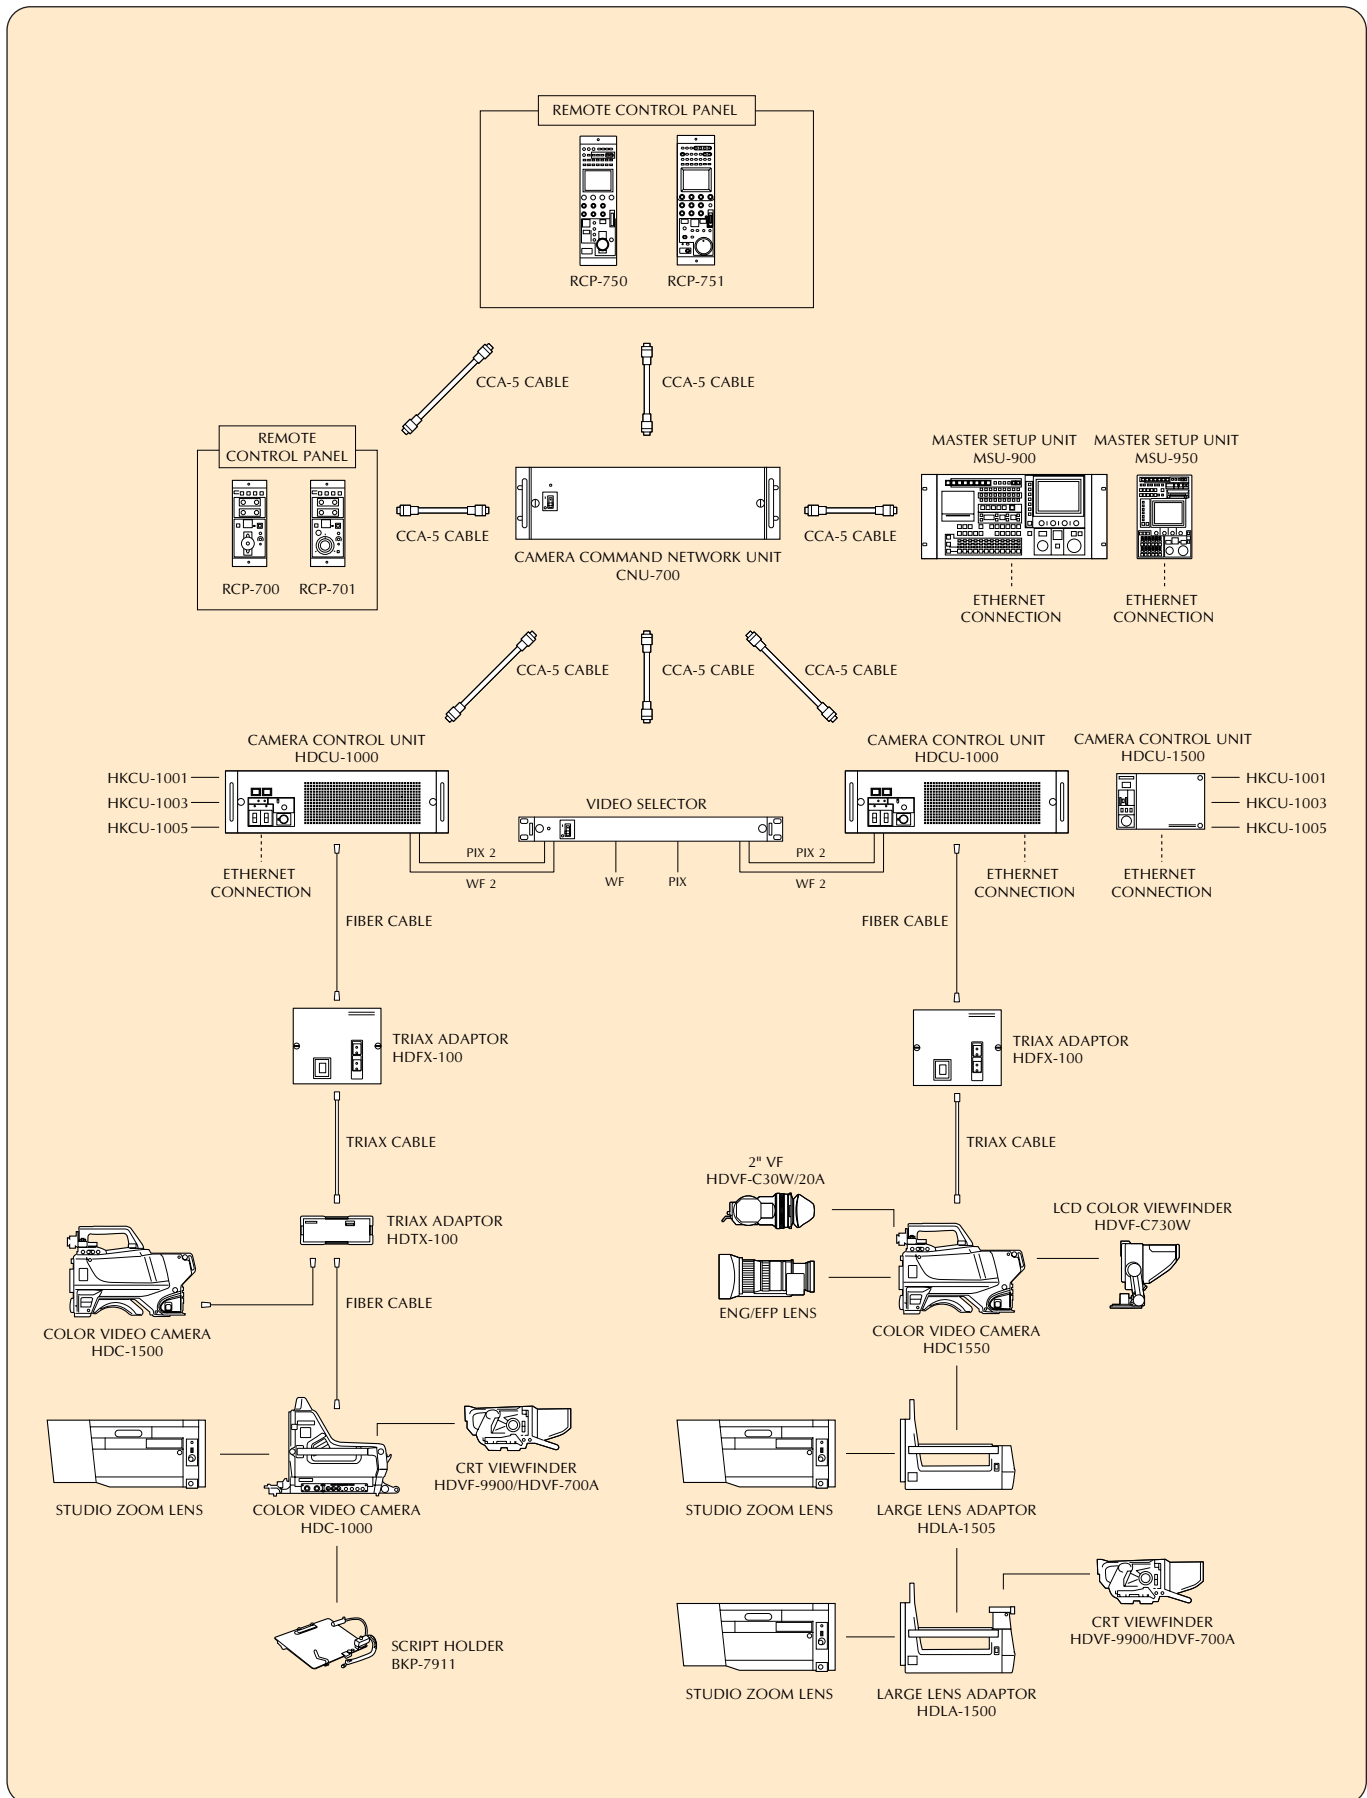 REMOTE CONTROL PANEL
RCP-750
RCP-751
CCA-5 CABLE
CCA-5 CABLE
REMOTE
CONTROL PANEL
RCP-700
RCP-701
CCA-5 CABLE
CAMERA COMMAND NETWORK UNIT
CNU-700
CCA-5 CABLE
MASTER SETUP UNIT
MSU-900
MASTER SETUP UNIT
MSU-950
ETHERNET
CONNECTION
ETHERNET
CONNECTION
CCA-5 CABLE
CCA-5 CABLE
CCA-5 CABLE
CAMERA CONTROL UNIT
HDCU-1000
HKCU-1001
HKCU-1003
HKCU-1005
ETHERNET
CONNECTION
VIDEO SELECTOR
PIX 2
WF 2
WF
PIX
PIX 2
WF 2
CAMERA CONTROL UNIT
HDCU-1000
CAMERA CONTROL UNIT
HDCU-1500
HKCU-1001
HKCU-1003
HKCU-1005
ETHERNET
CONNECTION
ETHERNET
CONNECTION
FIBER CABLE
FIBER CABLE
TRIAX ADAPTOR
HDFX-100
TRIAX ADAPTOR
HDFX-100
TRIAX CABLE
TRIAX CABLE
TRIAX ADAPTOR
HDTX-100
FIBER CABLE
COLOR VIDEO CAMERA
HDC-1500
2" VF
HDVF-C30W/20A
ENG/EFP LENS
LCD COLOR VIEWFINDER
HDVF-C730W
COLOR VIDEO CAMERA
HDC1550
STUDIO ZOOM LENS
COLOR VIDEO CAMERA
HDC-1000
CRT VIEWFINDER
HDVF-9900/HDVF-700A
STUDIO ZOOM LENS
LARGE LENS ADAPTOR
HDLA-1505
SCRIPT HOLDER
BKP-7911
STUDIO ZOOM LENS
LARGE LENS ADAPTOR
HDLA-1500
CRT VIEWFINDER
HDVF-9900/HDVF-700A